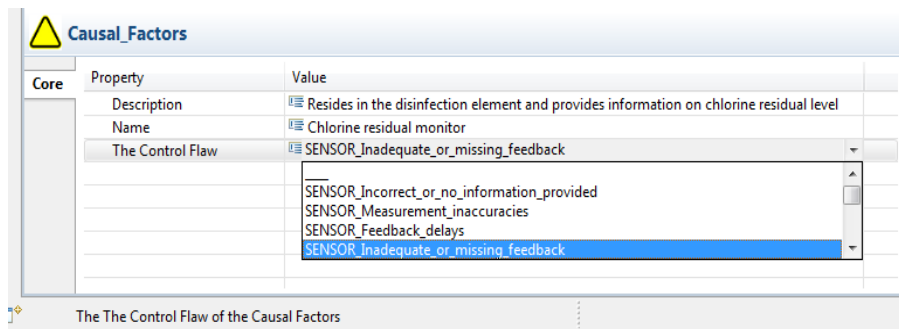 Causal_Factors
Core
Property Value
Description Resides in the disinfection element and provides information on chlorine residual level
Name Chlorine residual monitor
The Control Flaw SENSOR_Inadequate_or_missing_feedback
___
SENSOR_Incorrect_or_no_information_provided
SENSOR_Measurement_inaccuracies
SENSOR_Feedback_delays
SENSOR_Inadequate_or_missing_feedback
The The Control Flaw of the Causal Factors